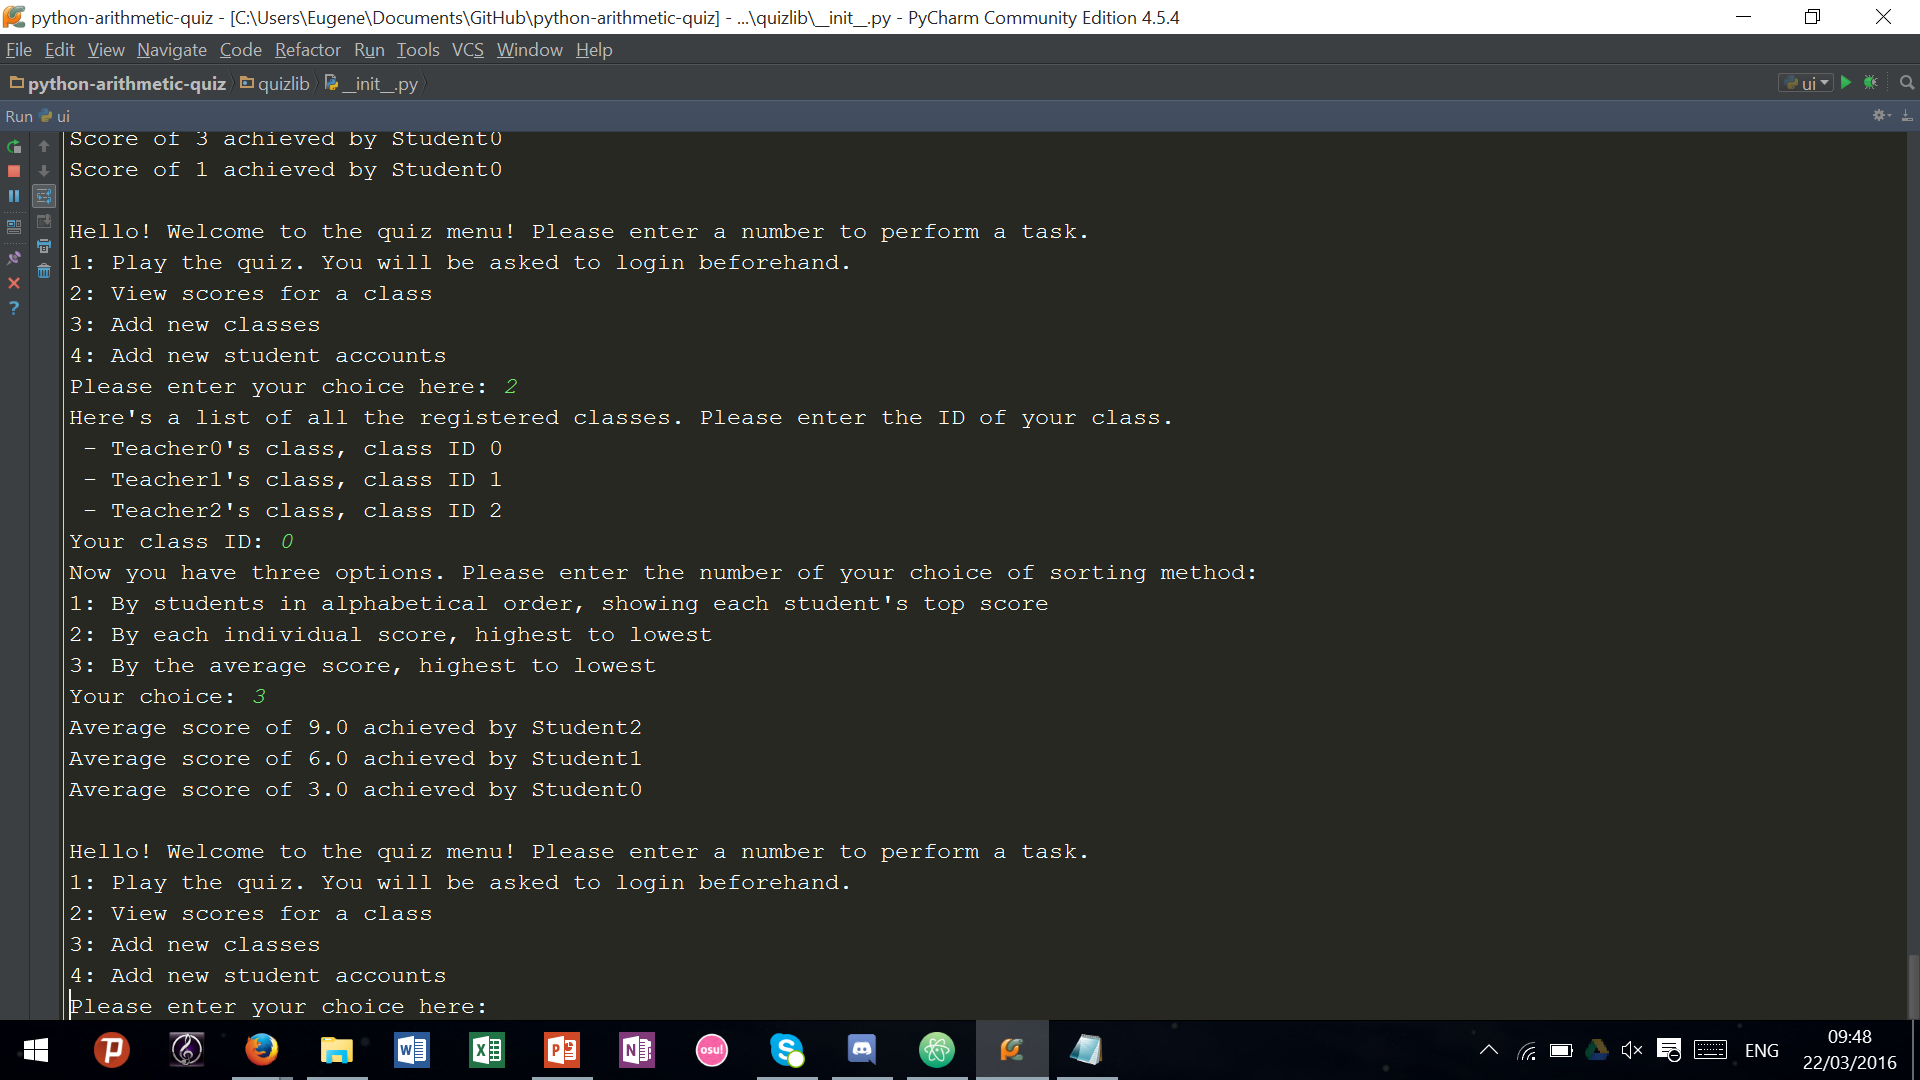 python-arithmetic-quiz - [C:\Users\Eugene\Documents\GitHub\python-arithmetic-quiz] - ...\quizlib\__init__.py - PyCharm Community Edition 4.5.4
File Edit View Navigate Code Refactor Run Tools VCS Window Help
python-arithmetic-quiz quizlib __init__.py ui
Run ui
Score of 3 achieved by Student0
Score of 1 achieved by Student0
Hello! Welcome to the quiz menu! Please enter a number to perform a task.
1: Play the quiz. You will be asked to login beforehand.
2: View scores for a class
3: Add new classes
4: Add new student accounts
Please enter your choice here: 2
Here's a list of all the registered classes. Please enter the ID of your class.
- Teacher0's class, class ID 0
- Teacher1's class, class ID 1
- Teacher2's class, class ID 2
Your class ID: 0
Now you have three options. Please enter the number of your choice of sorting method:
1: By students in alphabetical order, showing each student's top score
2: By each individual score, highest to lowest
3: By the average score, highest to lowest
Your choice: 3
Average score of 9.0 achieved by Student2
Average score of 6.0 achieved by Student1
Average score of 3.0 achieved by Student0
Hello! Welcome to the quiz menu! Please enter a number to perform a task.
1: Play the quiz. You will be asked to login beforehand.
2: View scores for a class
3: Add new classes
4: Add new student accounts
Please enter your choice here:
osu!
ENG
09:48
22/03/2016